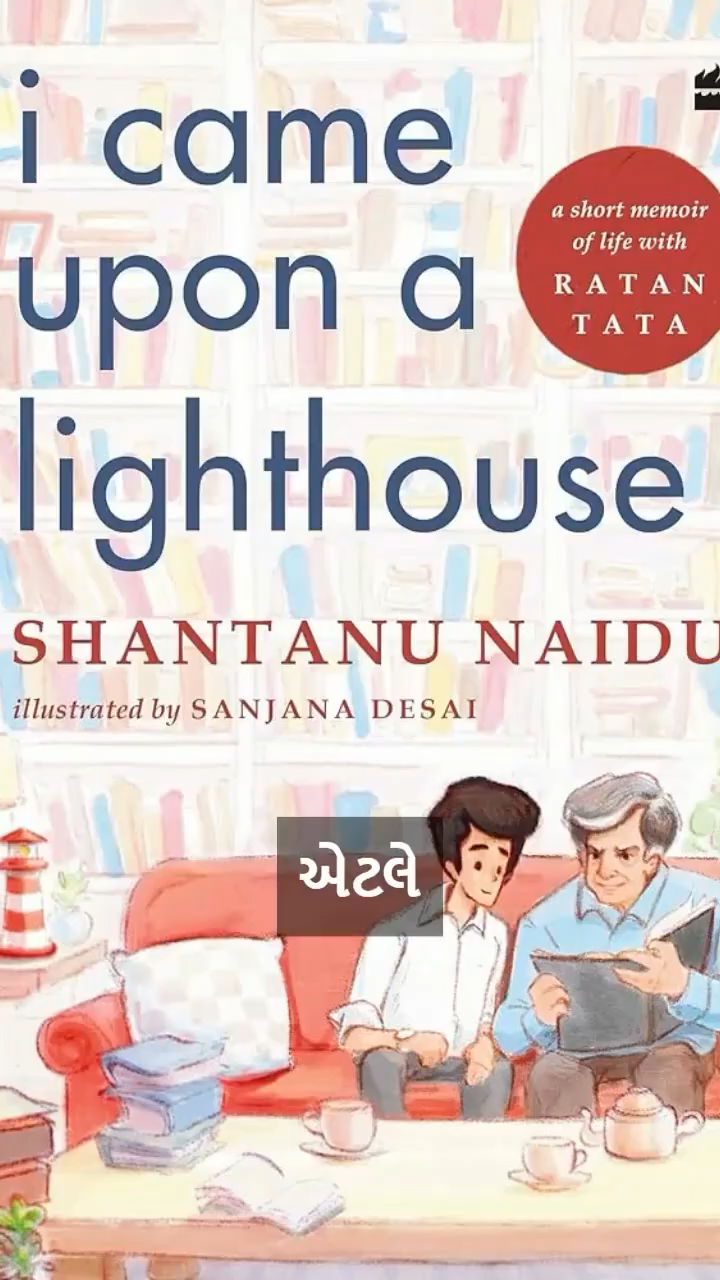 i came
upon a
lighthouse
a short memoir
of life with
RATAN
TATA
SHANTANU NAIDU
illustrated by SANJANA DESAI
એટલે